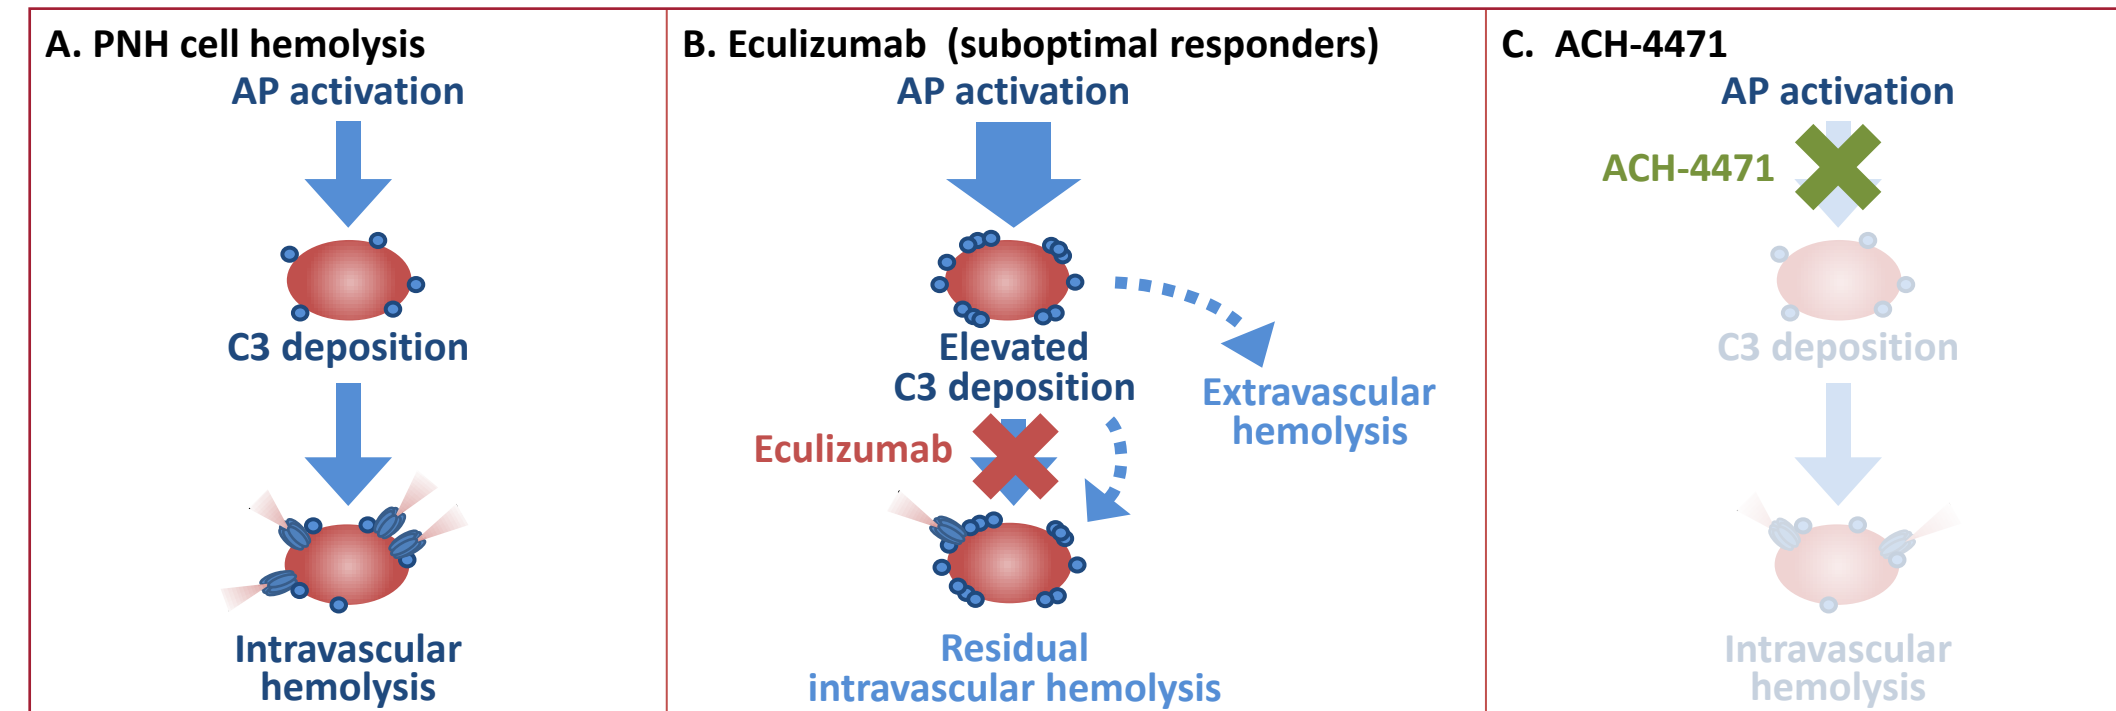 A. PNH cell hemolysis
AP activation
C3 deposition
Intravascular
hemolysis
B. Eculizumab (suboptimal responders)
AP activation
Elevated
C3 deposition
Extravascular
hemolysis
Eculizumab
Residual
intravascular hemolysis
C. ACH-4471
AP activation
ACH-4471
C3 deposition
Intravascular
hemolysis